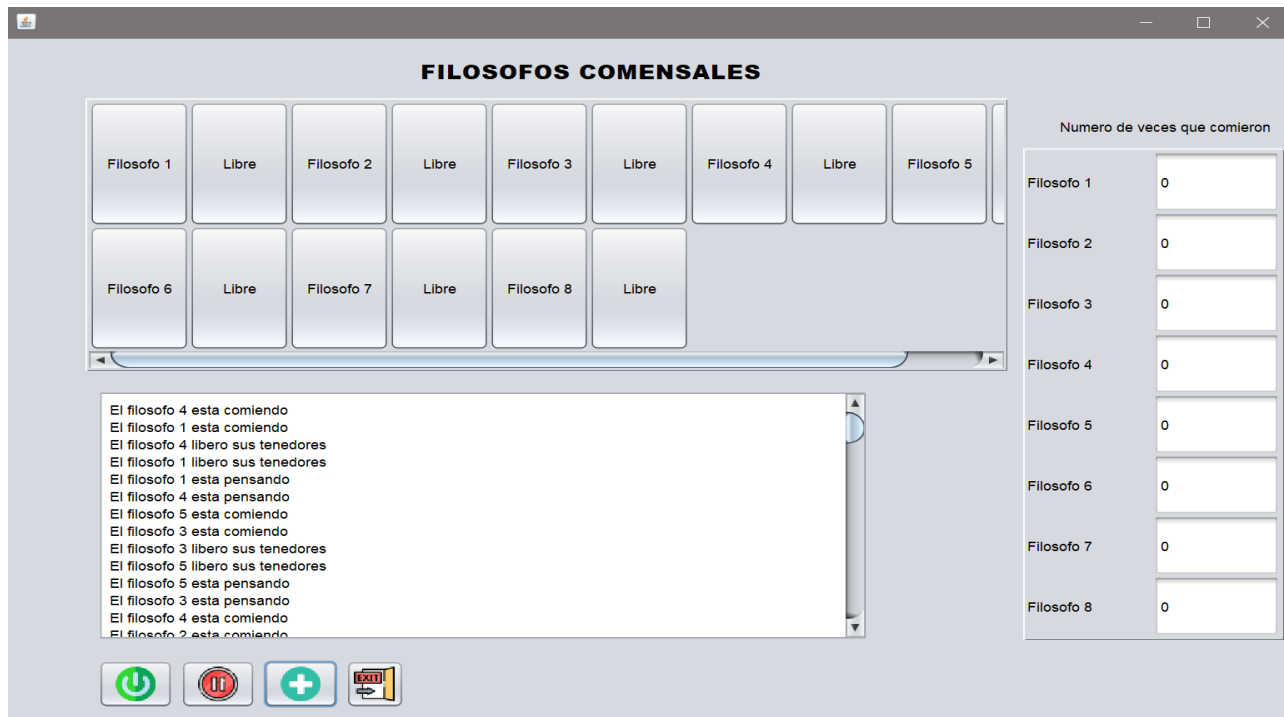 FILOSOFOS COMENSALES
Filosofo 1 Libre Filosofo 2 Libre Filosofo 3 Libre Filosofo 4 Libre Filosofo 5
Filosofo 6 Libre Filosofo 7 Libre Filosofo 8 Libre
Numero de veces que comieron
Filosofo 1 0
Filosofo 2 0
Filosofo 3 0
Filosofo 4 0
Filosofo 5 0
Filosofo 6 0
Filosofo 7 0
Filosofo 8 0
El filosofo 4 esta comiendo
El filosofo 1 esta comiendo
El filosofo 4 libero sus tenedores
El filosofo 1 libero sus tenedores
El filosofo 1 esta pensando
El filosofo 4 esta pensando
El filosofo 5 esta comiendo
El filosofo 3 esta comiendo
El filosofo 3 libero sus tenedores
El filosofo 5 libero sus tenedores
El filosofo 5 esta pensando
El filosofo 3 esta pensando
El filosofo 4 esta comiendo
El filosofo 2 esta comiendo
EXIT